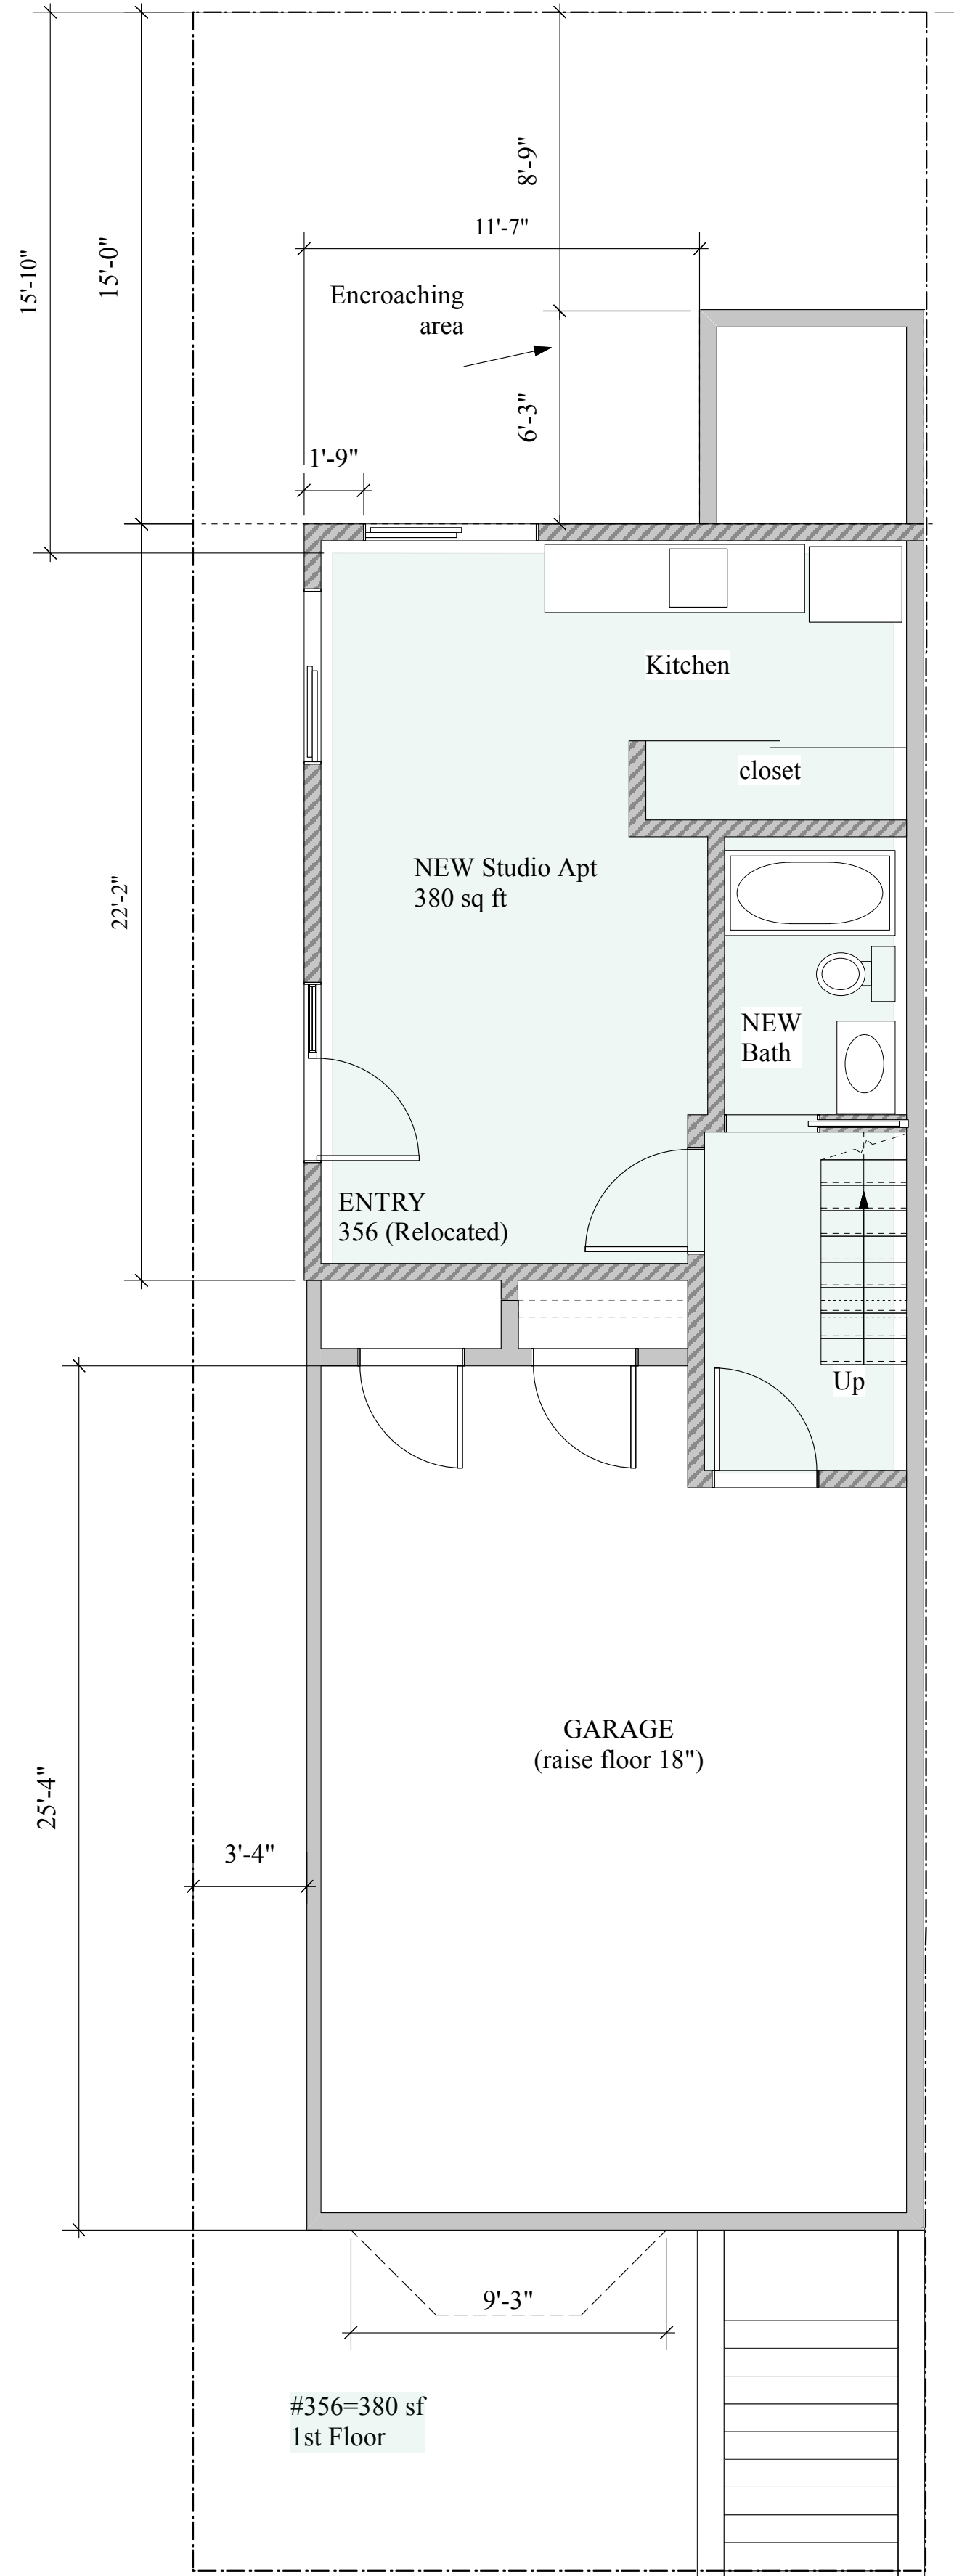 8'-9"
11'-7"
15'-10"
15'-0"
Encroaching
area
6'-3"
1'-9"
Kitchen
closet
NEW Studio Apt
380 sq ft
22'-2"
NEW
Bath
ENTRY
356 (Relocated)
Up
GARAGE
(raise floor 18")
25'-4"
3'-4"
9'-3"
#356=380 sf
1st Floor